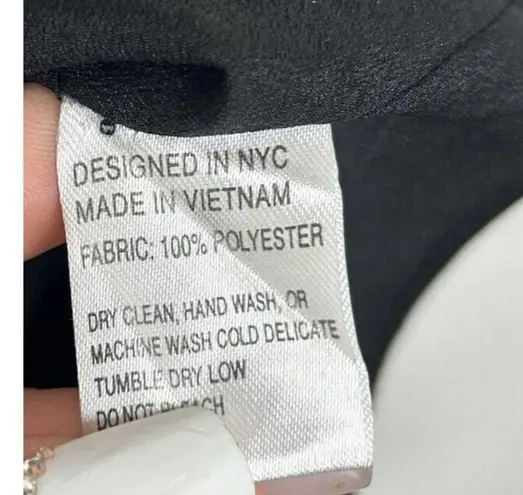 DESIGNED IN NYC
MADE IN VIETNAM
FABRIC: 100% POLYESTER
DRY CLEAN, HAND WASH, OR
MACHINE WASH COLD DELICATE
TUMBLE DRY LOW
DO NOT BLEACH